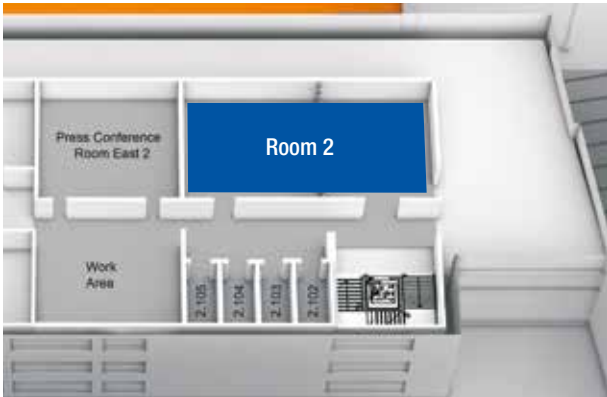 Press Conference
Room East 2
Room 2
Work
Area
2.105
2.104
2.103
2.102